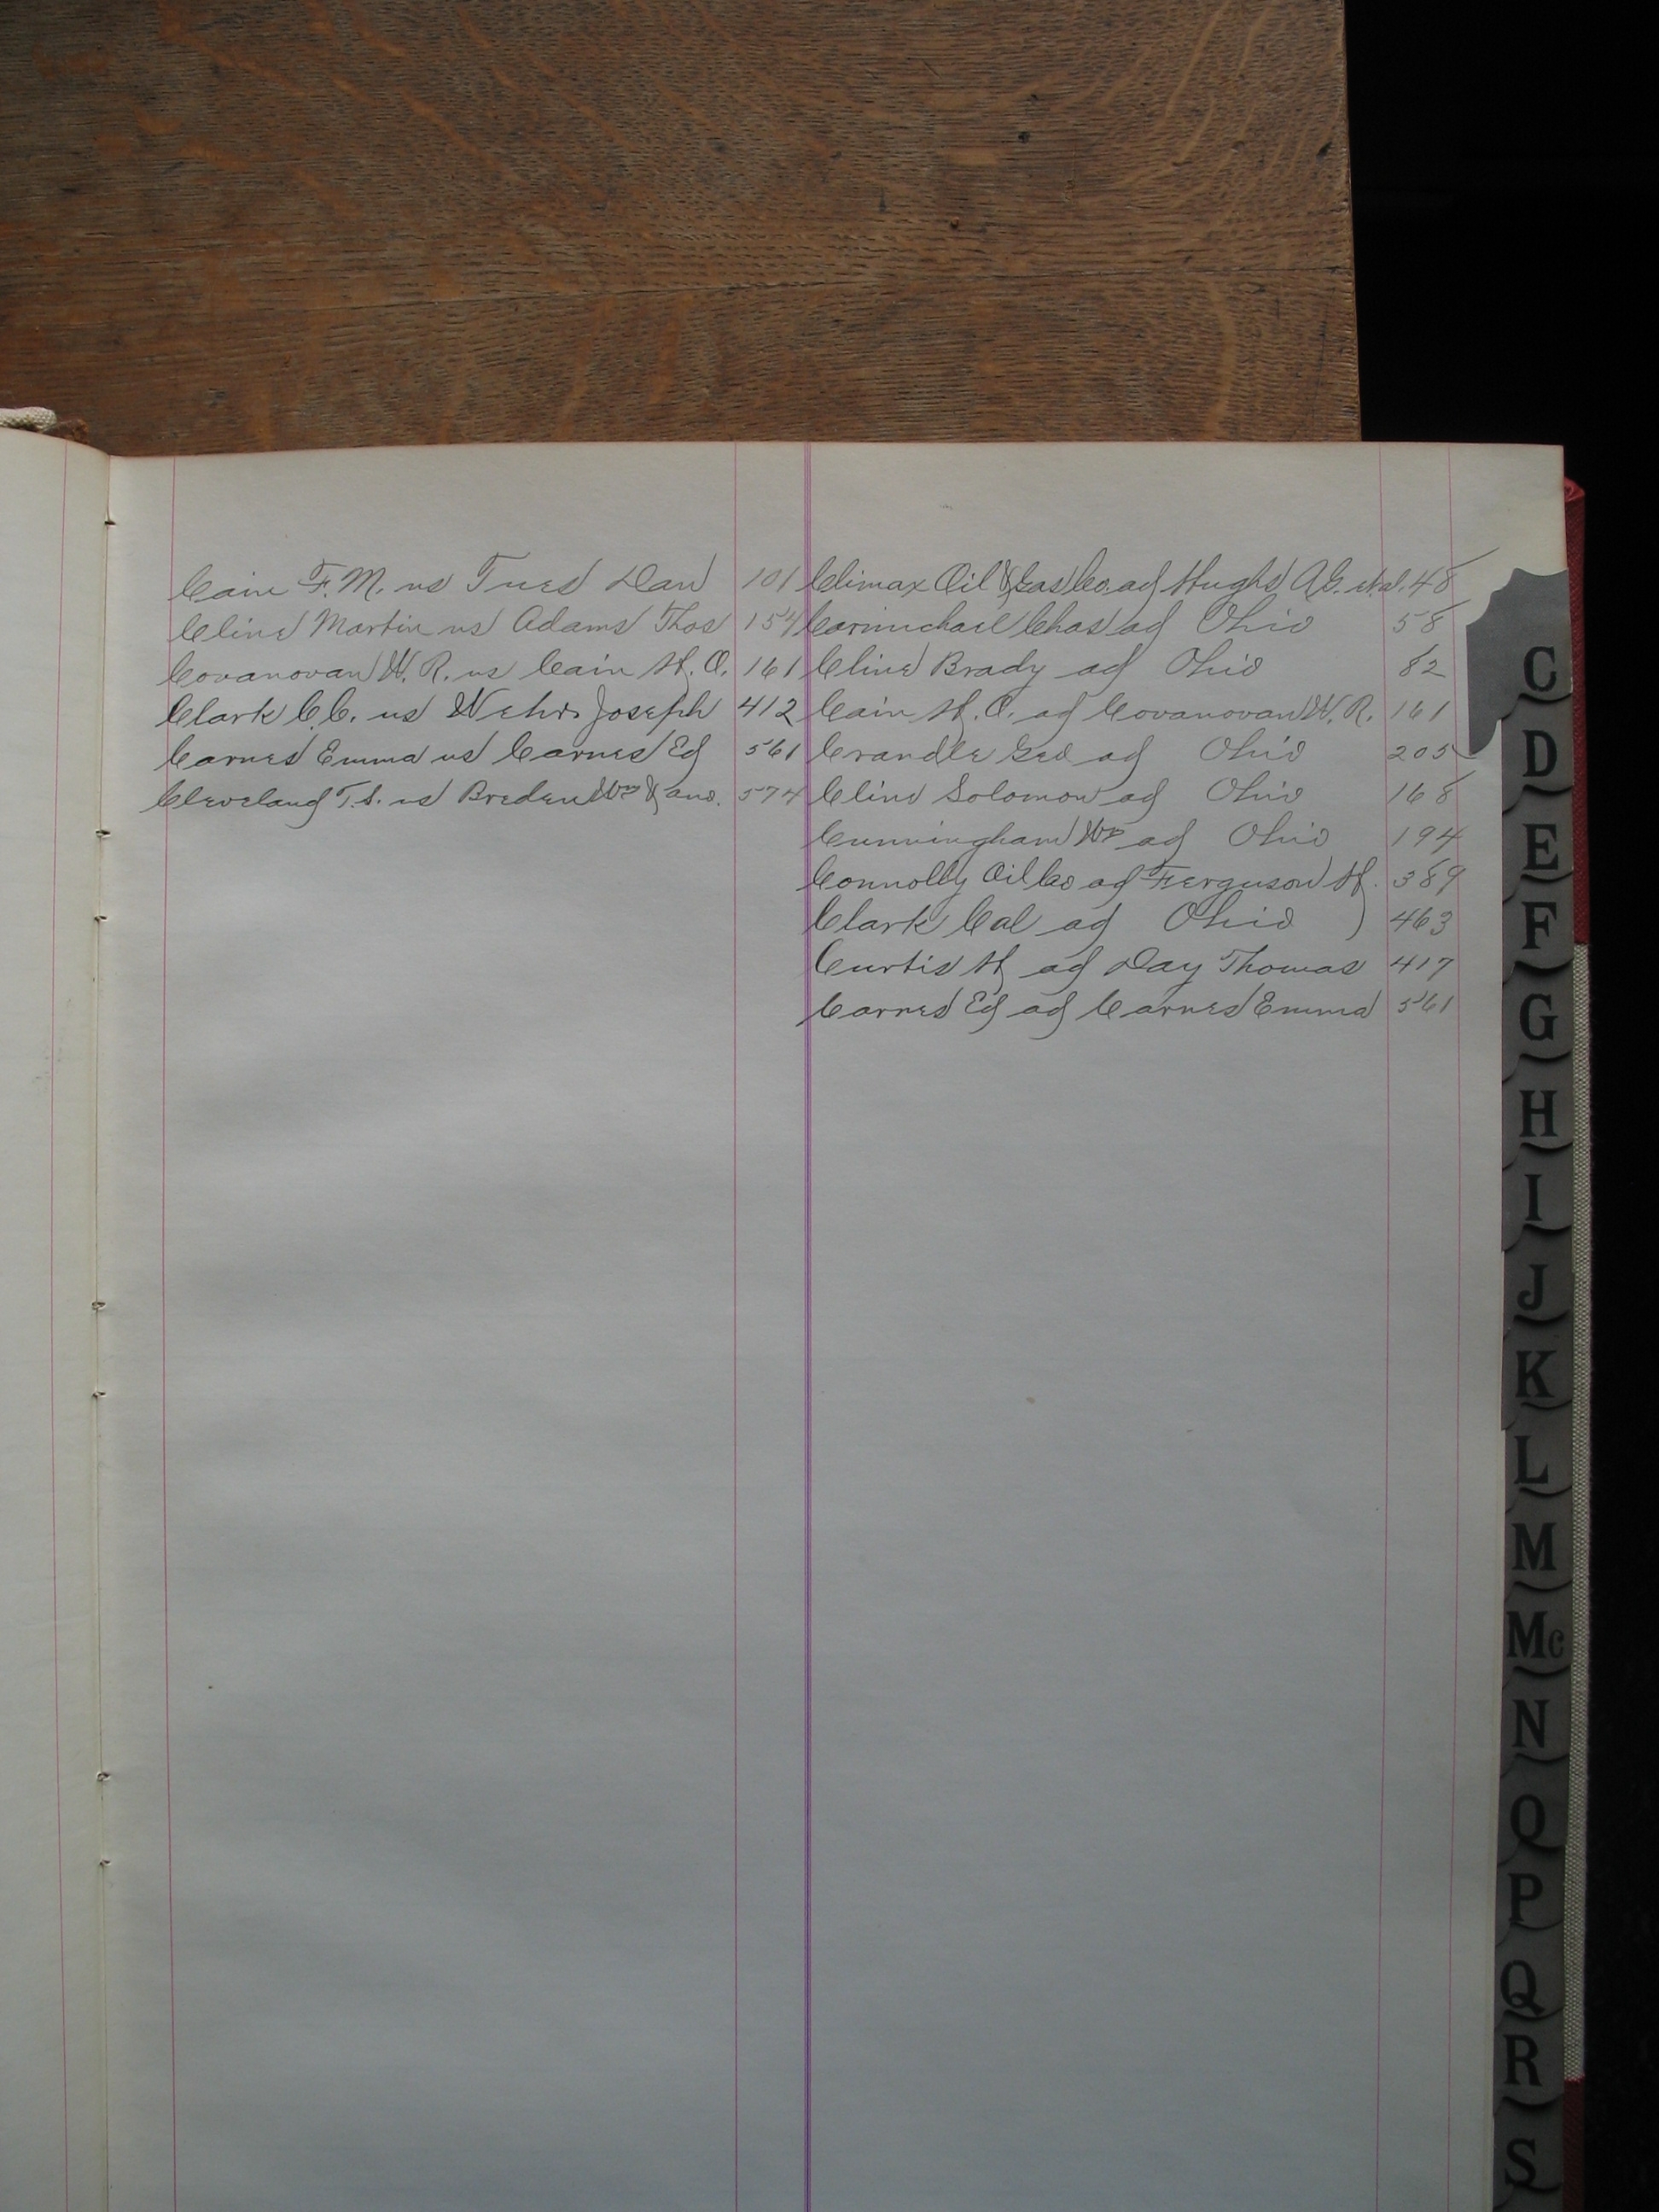 Cain F. M. vs Tues Dan 101
Cline Martin vs Adams Thos 154
Covanovan W. R. vs Cain H. O. 161
Clark C. C. vs Wehr Joseph 412
Carnes Emma vs Carnes Ed 561
Cleveland T. S. vs Breden Wm & ano. 574
Climax Oil & Gas Co. ad Hughs A. et al. 48
Carmichael Chas ad Ohio 58
Cline Brady ad Ohio 82
Cain H. O. ad Covanovan W. R. 161
Crandle Geo ad Ohio 205
Cline Solomon ad Ohio 168
Cunningham Wm ad Ohio 194
Connolly Oil Co ad Ferguson H. 389
Clark Cal ad Ohio 463
Curtis H ad Day Thomas 417
Carnes Ed ad Carnes Emma 561
C
D
E
F
G
H
I
J
K
L
M
Mc
N
O
P
Q
R
S